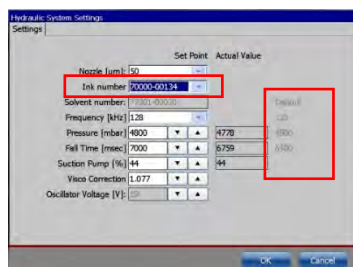 Hydraulic System Settings
Settings
Set Point Actual Value
Nozzle [um]: 50
Ink number 70000-00134
Solvent number:
Frequency [kHz] 128
Pressure [mbar] 4800 4778
Fall Time [msec] 7000 6759
Suction Pump [%] 44 44
Visco Correction 1.077
Oscillator Voltage [V]:
OK Cancel